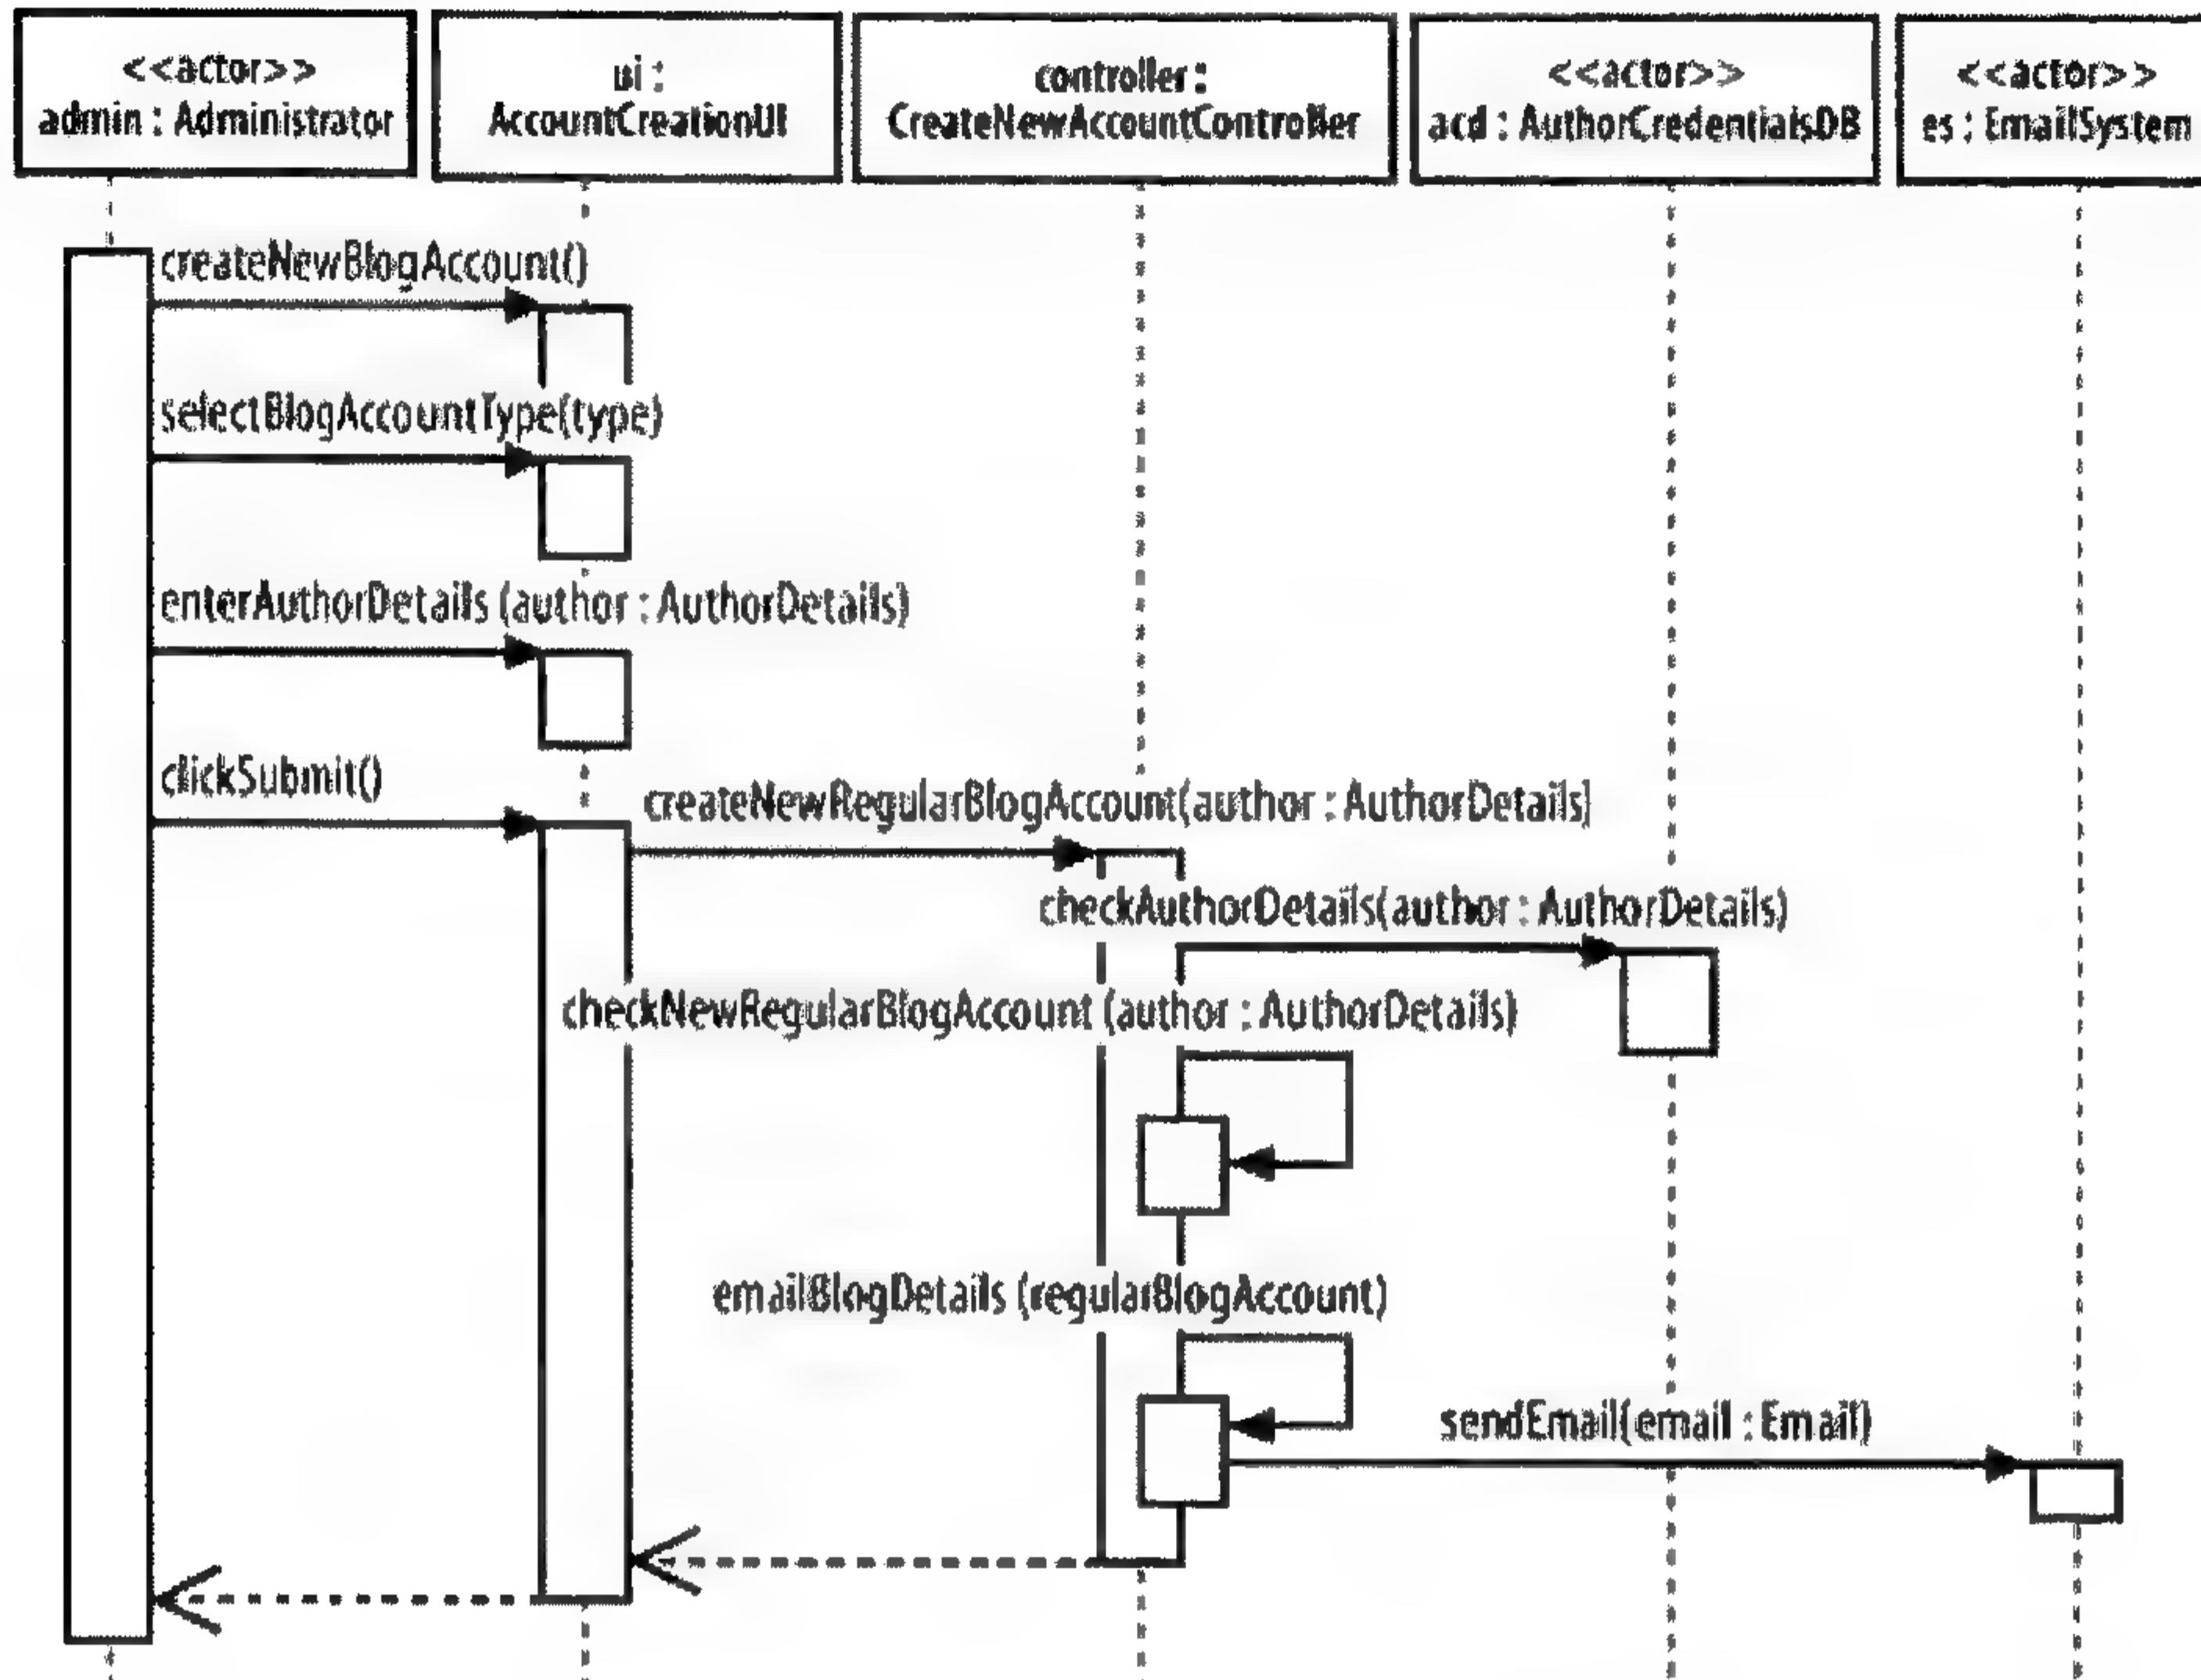 <<actor>>
admin : Administrator
ui :
AccountCreationUI
controller :
CreateNewAccountController
<<actor>>
acd : AuthorCredentialsDB
<<actor>>
es : EmailSystem
createNewBlogAccount()
selectBlogAccountType(type)
enterAuthorDetails (author : AuthorDetails)
clickSubmit()
createNewRegularBlogAccount(author : AuthorDetails)
checkAuthorDetails(author : AuthorDetails)
checkNewRegularBlogAccount (author : AuthorDetails)
emailBlogDetails (regularBlogAccount)
sendEmail(email : Email)